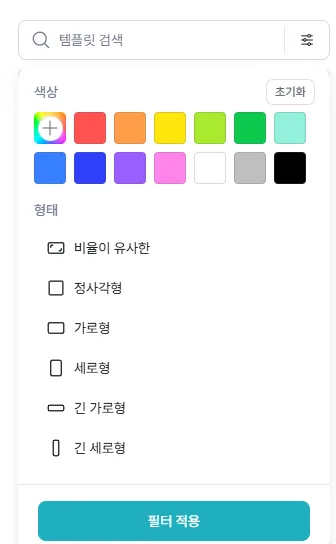 템플릿 검색
색상
초기화
형태
비율이 유사한
정사각형
가로형
세로형
긴 가로형
긴 세로형
필터 적용